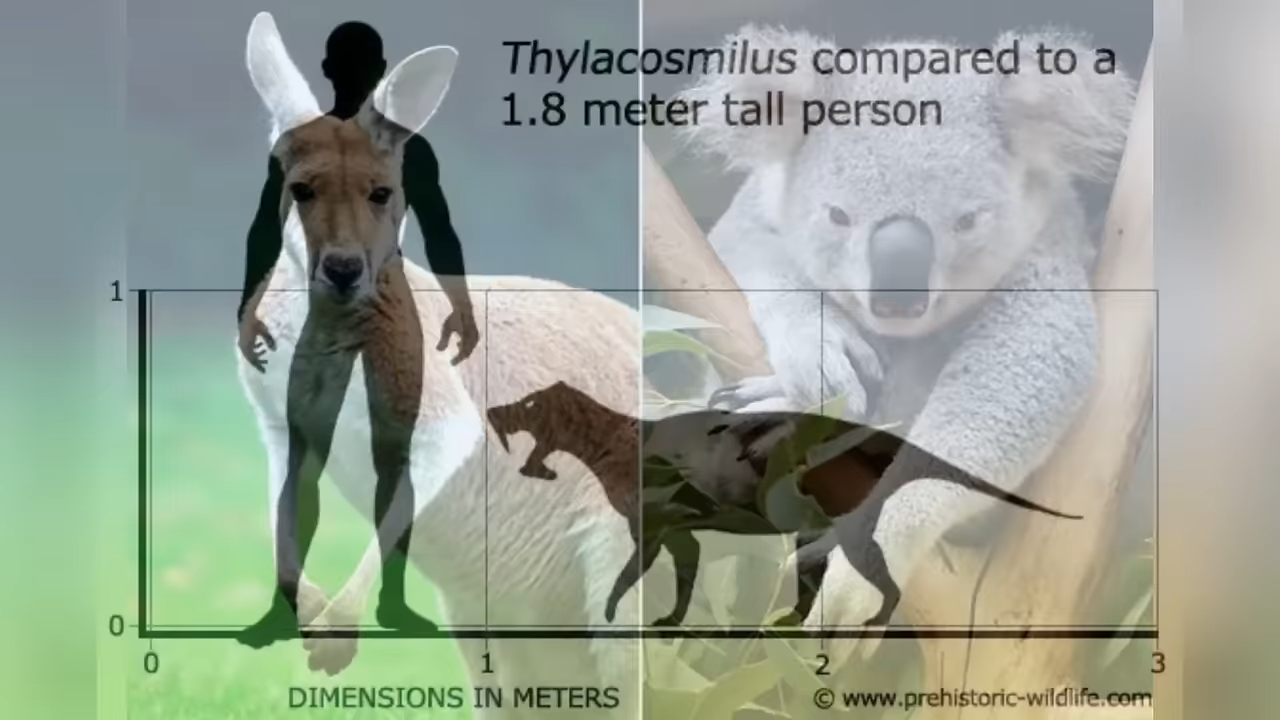 Thylacosmilus compared to a
1.8 meter tall person
1
0
0 1 2 3
DIMENSIONS IN METERS © www.prehistoric-wildlife.com